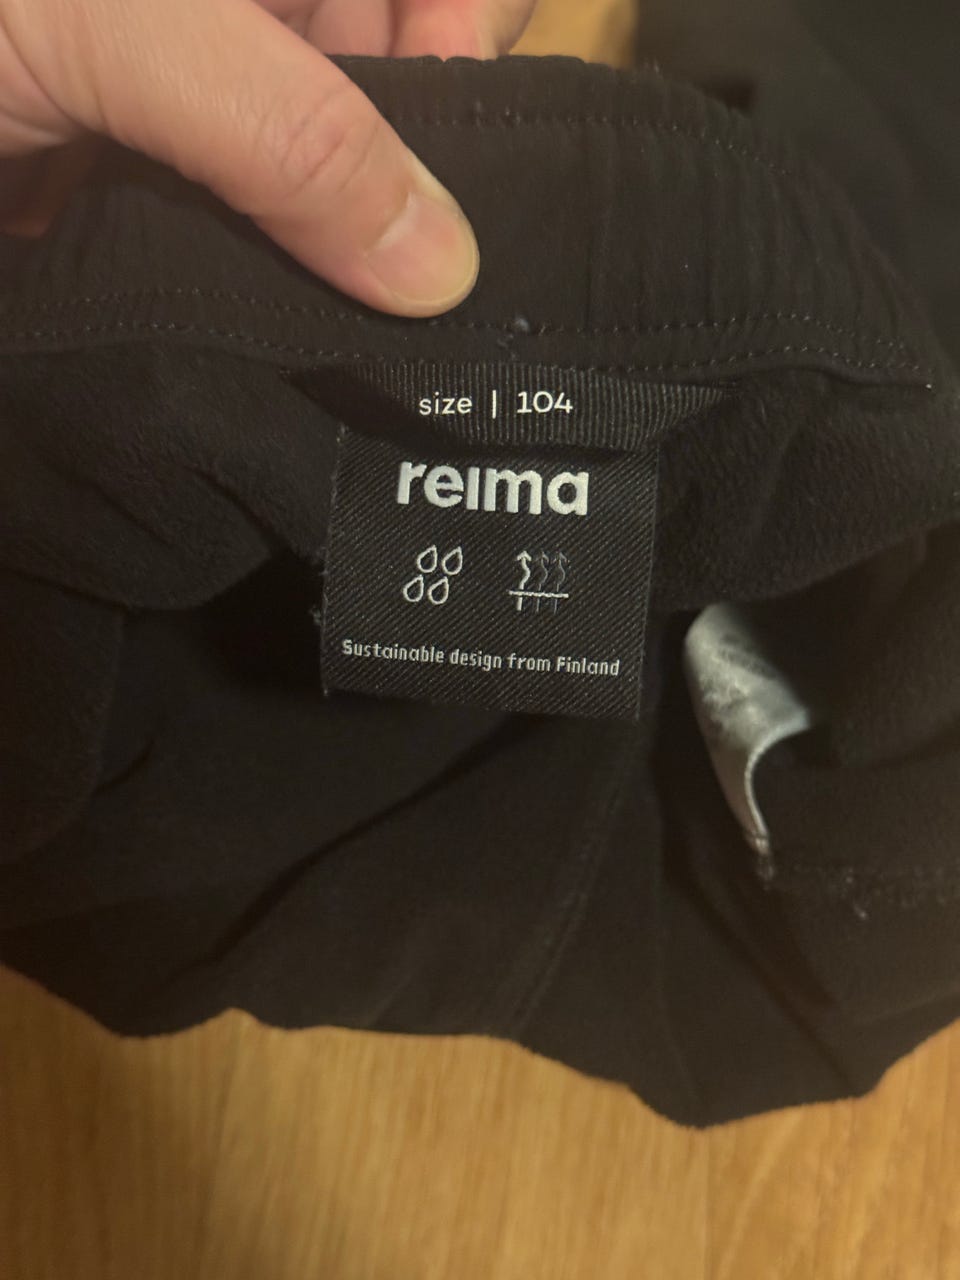 size | 104
reima
Sustainable design from Finland